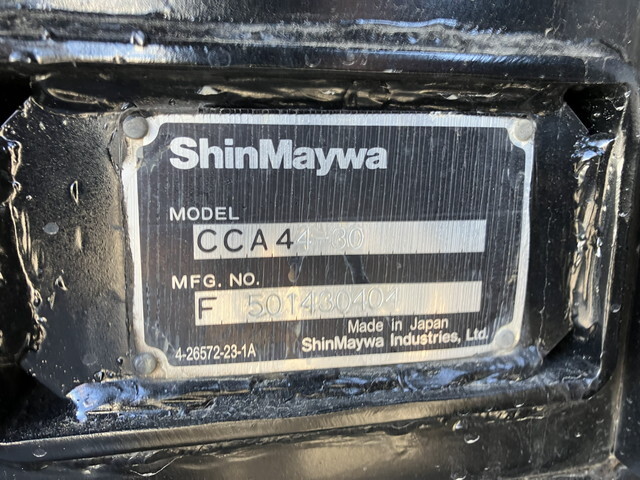 ShinMaywa
MODEL
CCA44-30
MFG. NO.
F 501430404
Made in Japan
4-26572-23-1A
ShinMaywa Industries, Ltd.